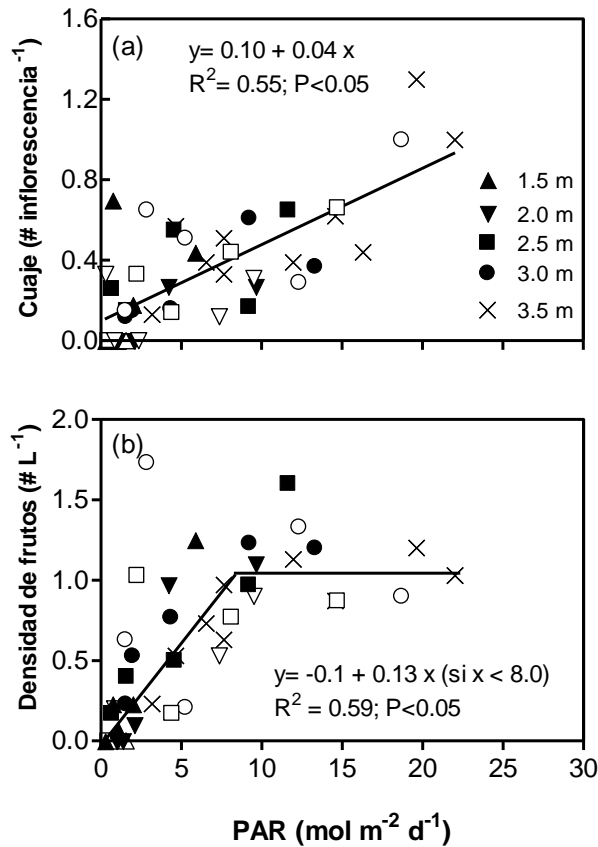 (a)
y= 0.10 + 0.04 x
R²= 0.55; P<0.05
Cuaje (# inflorescencia⁻¹)
1.6
1.2
0.8
0.4
0.0
1.5 m
2.0 m
2.5 m
3.0 m
3.5 m
(b)
Densidad de frutos (# L⁻¹)
2.0
1.5
1.0
0.5
0.0
y= -0.1 + 0.13 x (si x < 8.0)
R² = 0.59; P<0.05
0 5 10 15 20 25 30
PAR (mol m⁻² d⁻¹)